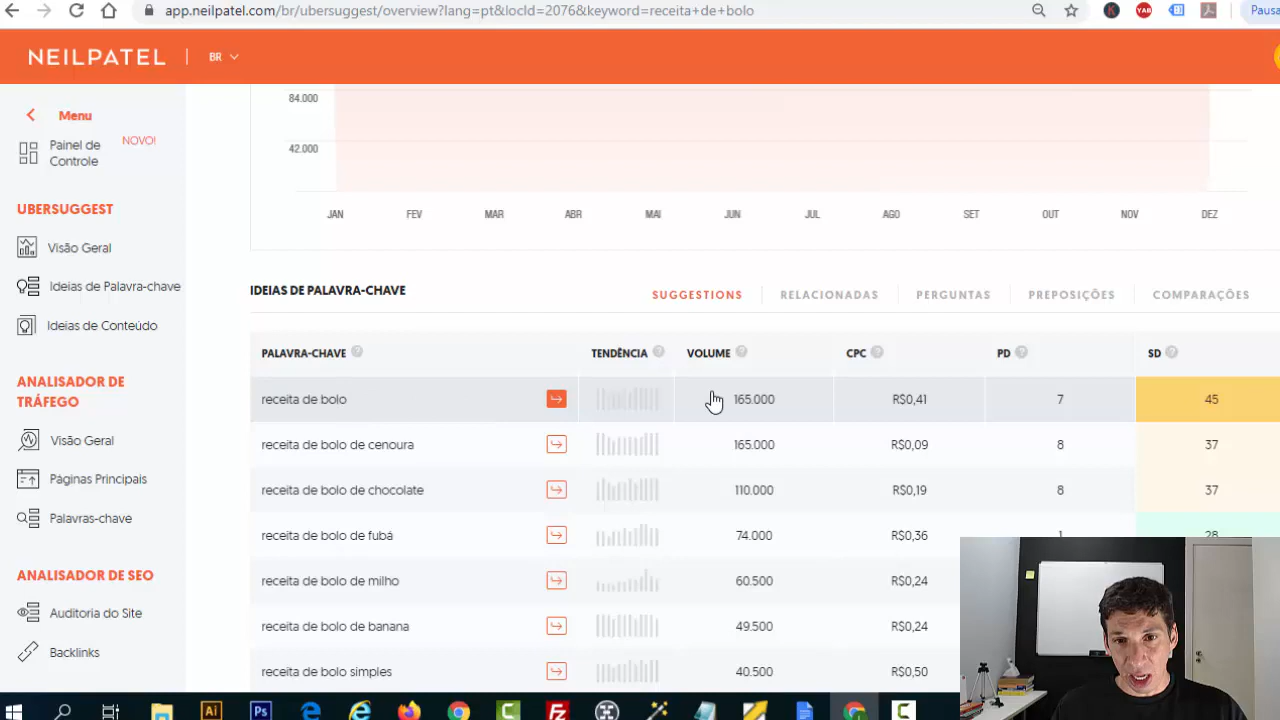 app.neilpatel.com/br/ubersuggest/overview?lang=pt&locId=2076&keyword=receita+de+bolo
YAB
Pausa
NEILPATEL BR
Menu
Painel de Controle NOVO!
UBERSUGGEST
Visão Geral
Ideias de Palavra-chave
Ideias de Conteúdo
ANALISADOR DE
TRÁFEGO
Visão Geral
Páginas Principais
Palavras-chave
ANALISADOR DE SEO
Auditoria do Site
Backlinks
84.000
42.000
JAN FEV MAR ABR MAI JUN JUL AGO SET OUT NOV DEZ
IDEIAS DE PALAVRA-CHAVE SUGGESTIONS RELACIONADAS PERGUNTAS PREPOSIÇÕES COMPARAÇÕES
PALAVRA-CHAVE TENDÊNCIA VOLUME CPC PD SD
receita de bolo 165.000 R$0,41 7 45
receita de bolo de cenoura 165.000 R$0,09 8 37
receita de bolo de chocolate 110.000 R$0,19 8 37
receita de bolo de fubá 74.000 R$0,36 1 28
receita de bolo de milho 60.500 R$0,24
receita de bolo de banana 49.500 R$0,24
receita de bolo simples 40.500 R$0,50
Ai Ps